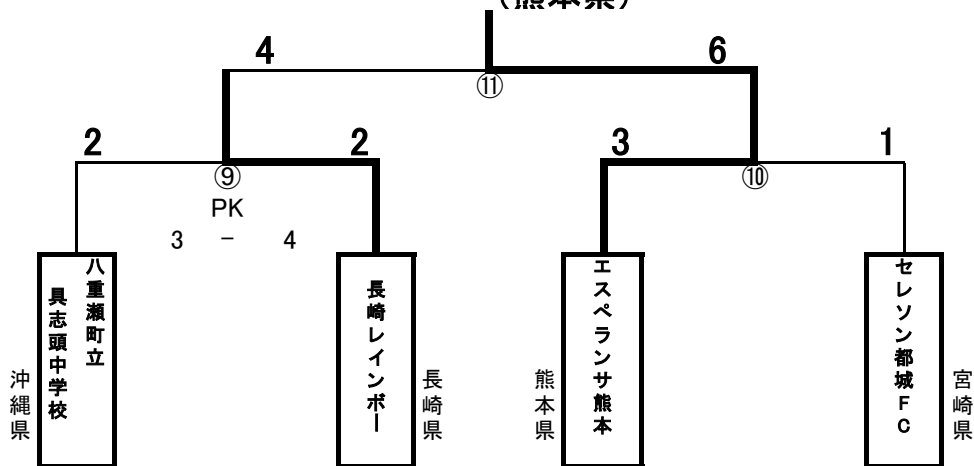 (熊本県)
4
6
⑪
2
2
3
1
⑨
⑩
PK
3 － 4
八重瀬町立
具志頭中学校
沖縄県
長崎レインボー
長崎県
エスペランサ熊本
熊本県
セレソン都城FC
宮崎県